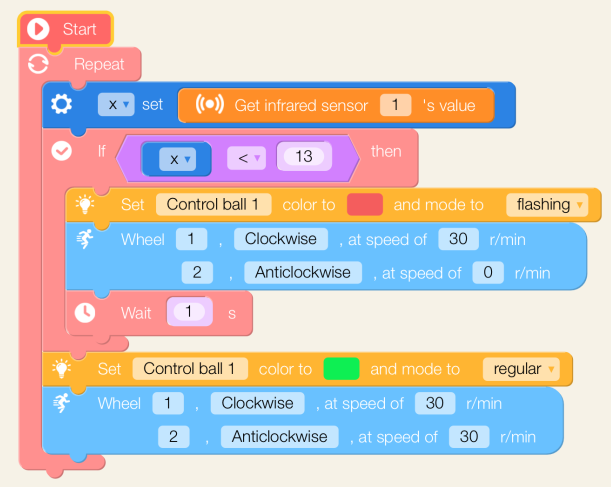 Start
Repeat
x set Get infrared sensor 1 's value
If x < 13 then
Set Control ball 1 color to and mode to flashing
Wheel 1 , Clockwise , at speed of 30 r/min
2 , Anticlockwise , at speed of 0 r/min
Wait 1 s
Set Control ball 1 color to and mode to regular
Wheel 1 , Clockwise , at speed of 30 r/min
2 , Anticlockwise , at speed of 30 r/min